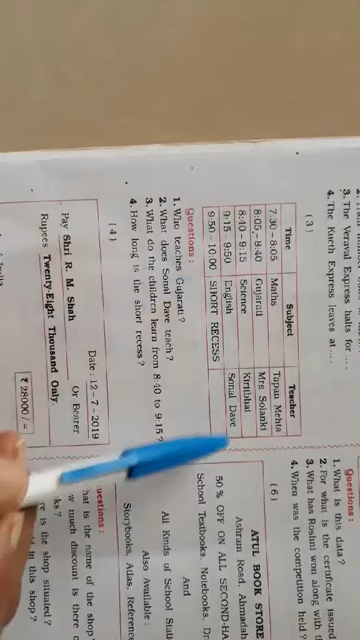 3. The Veraval Express halts for ....
4. The Kurth Express leaves at ....
( 3 )
Time Subject Teacher
7:30 – 8:05 Maths Tapan Mehta
8:05 – 8:40 Gujarati Mrs Solanki
8:40 – 9:15 Science Kiritbhai
9:15 – 9:50 English Sonal Dave
9:50 – 10:00 SHORT RECESS
Questions :
1. Who teaches Gujarati ?
2. What does Sonal Dave teach ?
3. What do the children learn from 8:40 to 9:15 ?
4. How long is the short recess ?
( 4 )
Date : 12 – 7 – 2019
Pay Shri R. M. Shah Or Bearer
Rupees Twenty-Eight Thousand Only
₹ 28000 / =
Questions :
1. What is this data ?
2. For what is the certificate issued
3. What has Roshni won along with
4. When was the competition held ?
( 6 )
ATUL BOOK STOR
Ashram Road, Ahmadab
50 % OFF ON ALL SECOND-HA
School Textbooks, Notebooks, Dr
And
All Kinds of School Stati
Also Available :
Storybooks, Atlas, Reference
uestions :
hat is the name of the shop
w much discount is there
ks ?
re is the shop situated ?
in this shop ?